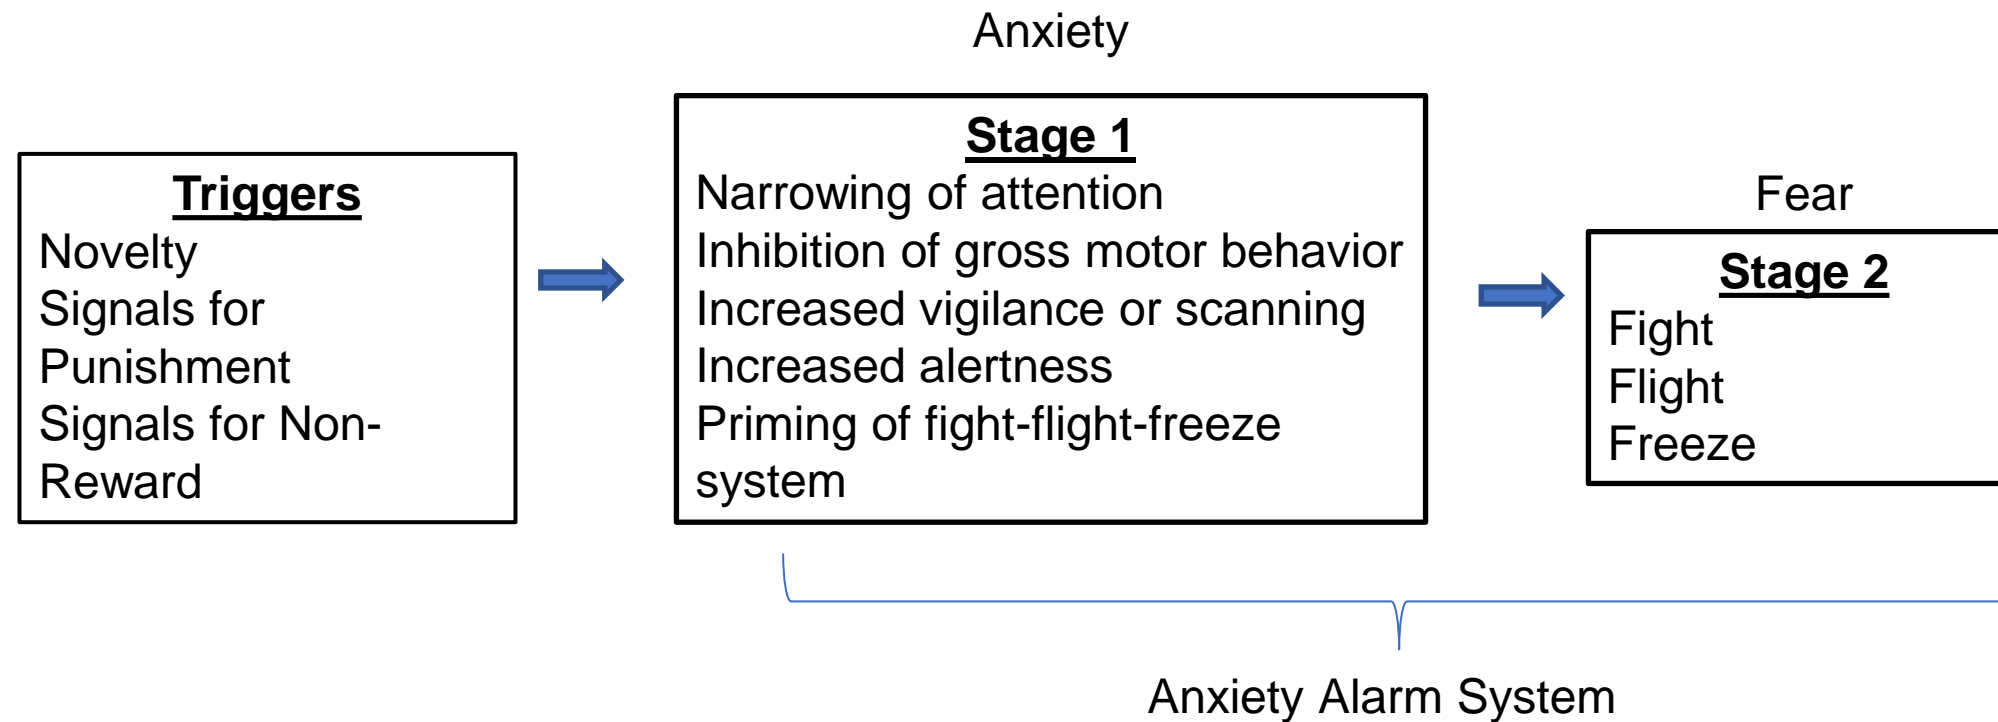 Anxiety
Triggers
Novelty
Signals for
Punishment
Signals for Non-
Reward
Stage 1
Narrowing of attention
Inhibition of gross motor behavior
Increased vigilance or scanning
Increased alertness
Priming of fight-flight-freeze
system
Fear
Stage 2
Fight
Flight
Freeze
Anxiety Alarm System